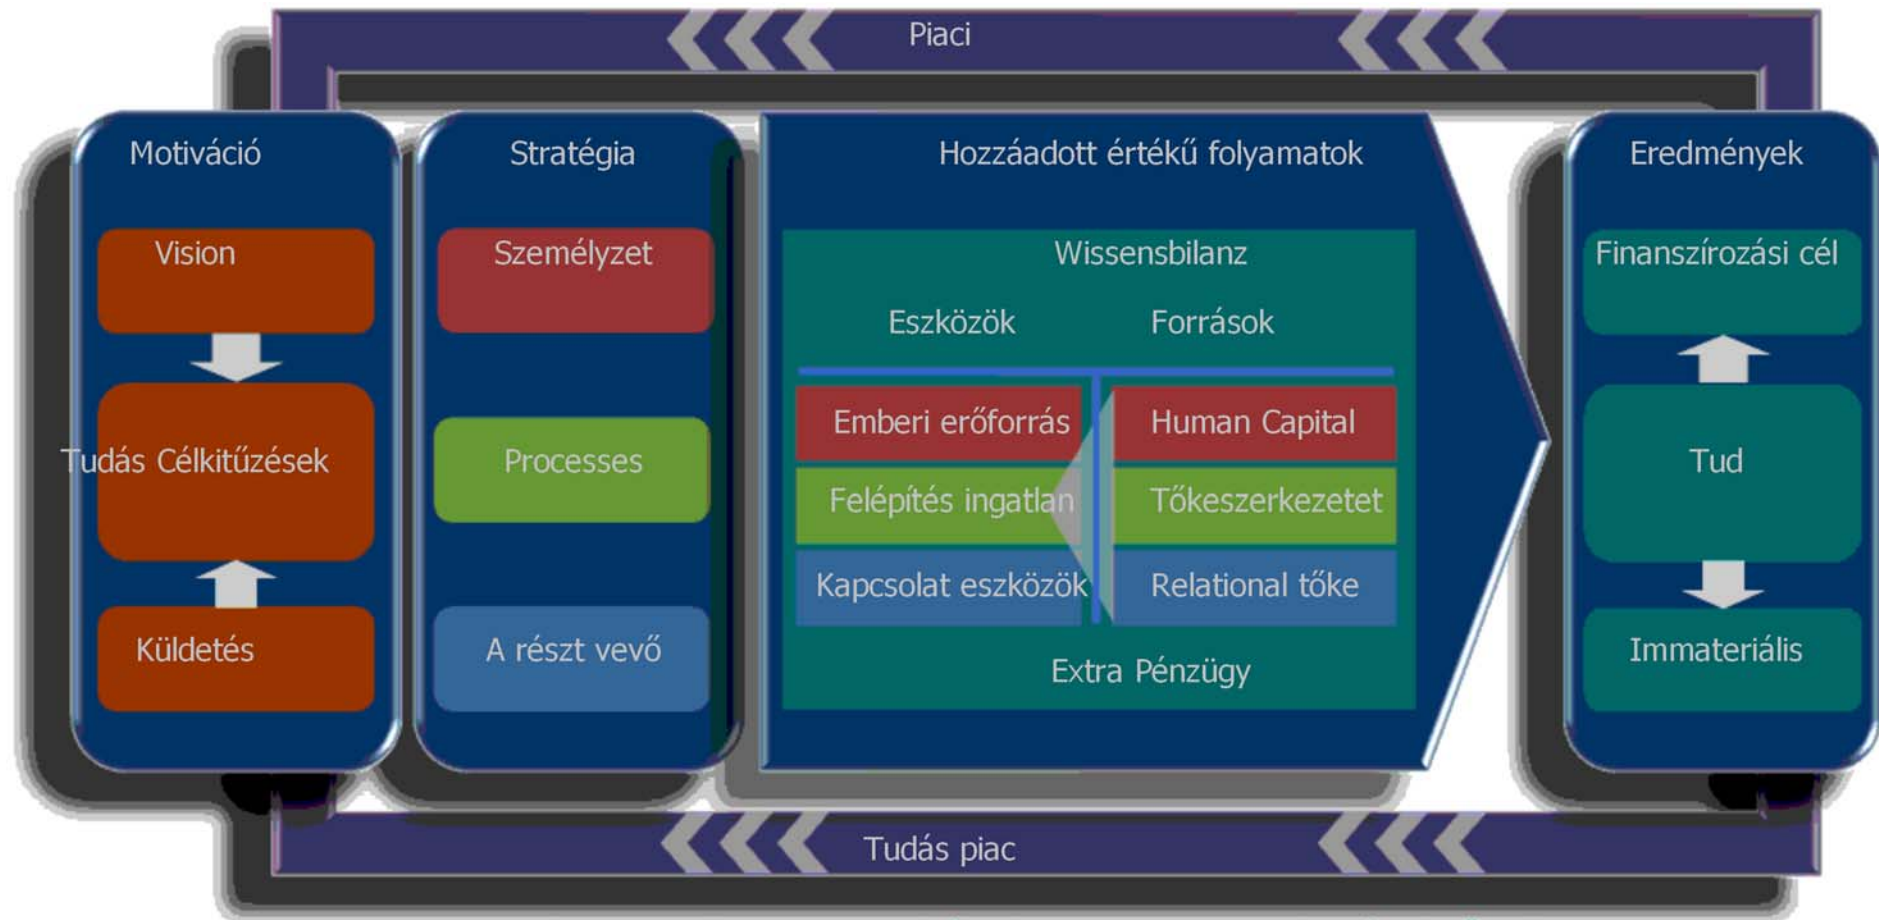 Piaci
Motiváció
Vision
Tudás Célkitűzések
Küldetés
Stratégia
Személyzet
Processes
A részt vevő
Hozzáadott értékű folyamatok
Wissensbilanz
Eszközök Források
Emberi erőforrás Human Capital
Felépítés ingatlan Tőkeszerkezetet
Kapcsolat eszközök Relational tőke
Extra Pénzügy
Eredmények
Finanszírozási cél
Tud
Immateriális
Tudás piac